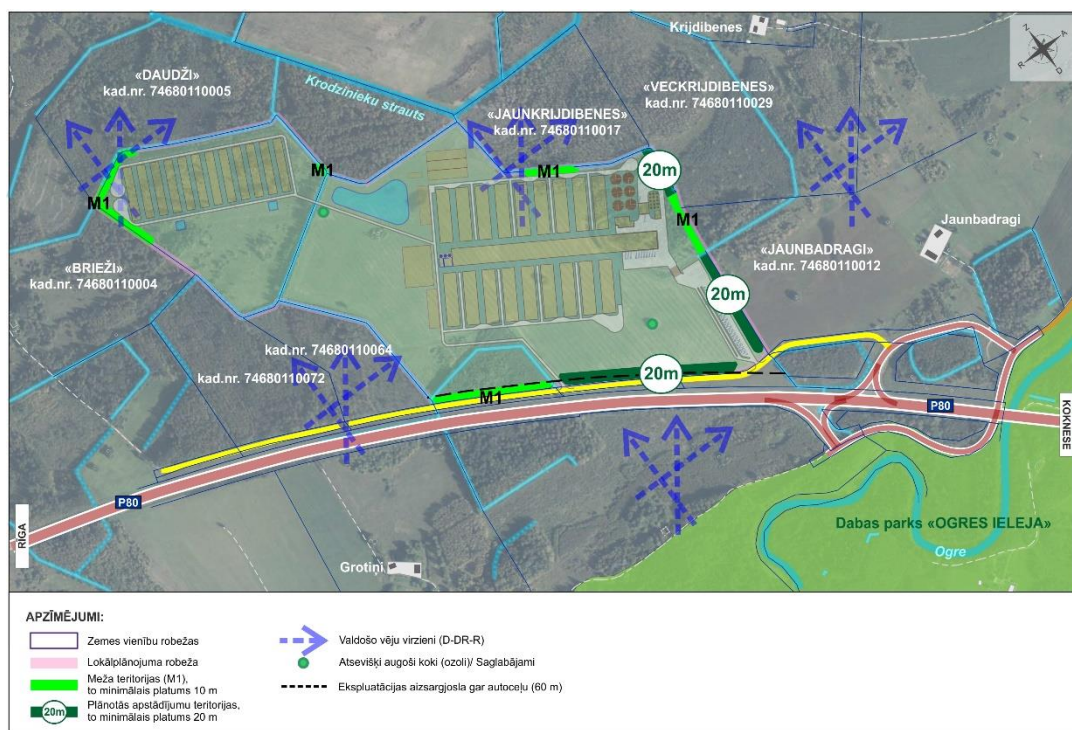 Krijdibenes
Z
A
R
D
«DAUDŽI»
kad.nr. 74680110005
Krodzinieku strauts
«JAUNKRIJDIBENES»
kad.nr. 74680110017
«VECKRIJDIBENES»
kad.nr. 74680110029
M1
20m
M1
M1
Jaunbadragi
«BRIEŽI»
kad.nr. 74680110004
«JAUNBADRAGI»
kad.nr. 74680110012
20m
kad.nr. 74680110064
kad.nr. 74680110072
20m
M1
P80
KOKNESE
P80
RĪGA
Dabas parks «OGRES IELEJA»
Ogre
Grotiņi
APZĪMĒJUMI:
Zemes vienību robežas
Lokālplānojuma robeža
Meža teritorijas (M1),
to minimālais platums 10 m
20m
Plānotās apstādījumu teritorijas,
to minimālais platums 20 m
Valdošo vēju virzieni (D-DR-R)
Atsevišķi augoši koki (ozoli)/ Saglabājami
Ekspluatācijas aizsargjosla gar autoceļu (60 m)